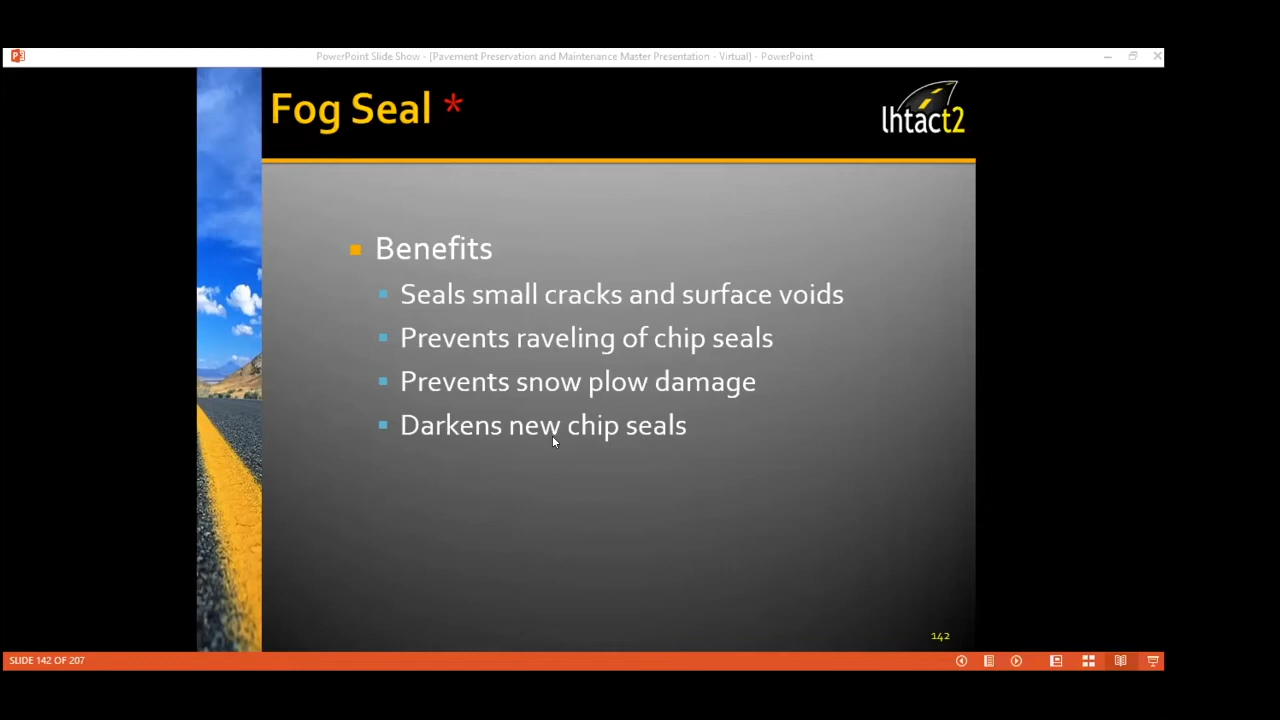 PowerPoint Slide Show - [Pavement Preservation and Maintenance Master Presentation - Virtual] - PowerPoint
Fog Seal *
lhtact2
Benefits
Seals small cracks and surface voids
Prevents raveling of chip seals
Prevents snow plow damage
Darkens new chip seals
142
SLIDE 142 OF 207